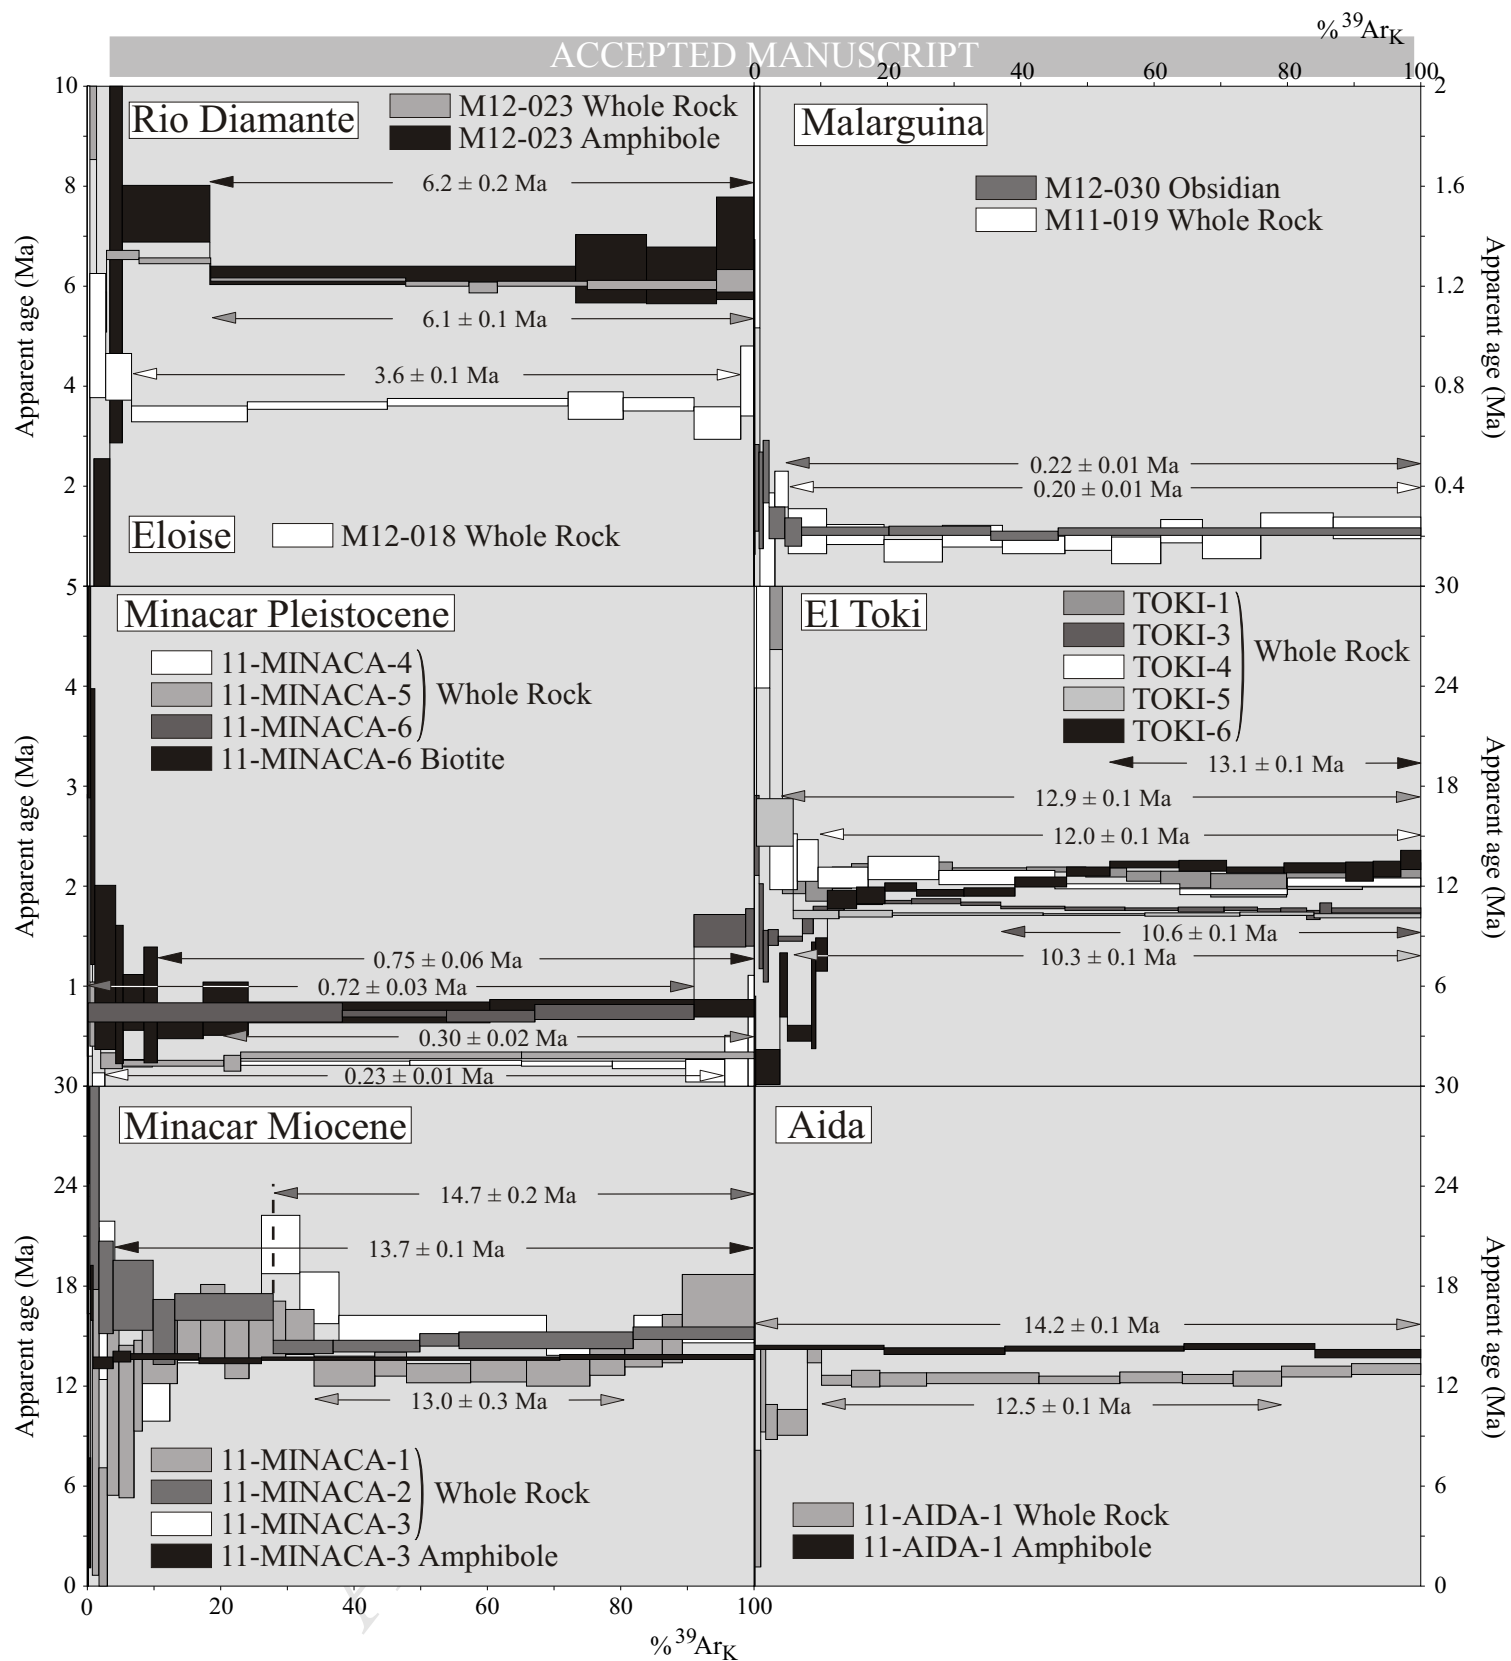 % 39ArK
ACCEPTED MANUSCRIPT
0 20 40 60 80 100
10
8
6
4
2
5
4
3
2
1
30
24
18
12
6
0
Apparent age (Ma)
Apparent age (Ma)
Apparent age (Ma)
Rio Diamante
M12-023 Whole Rock
M12-023 Amphibole
6.2 ± 0.2 Ma
6.1 ± 0.1 Ma
3.6 ± 0.1 Ma
Eloise
M12-018 Whole Rock
Malarguina
M12-030 Obsidian
M11-019 Whole Rock
0.22 ± 0.01 Ma
0.20 ± 0.01 Ma
2
1.6
1.2
0.8
0.4
30
24
18
12
6
30
24
18
12
6
0
Apparent age (Ma)
Apparent age (Ma)
Apparent age (Ma)
Minacar Pleistocene
11-MINACA-4
11-MINACA-5
11-MINACA-6
Whole Rock
11-MINACA-6 Biotite
0.75 ± 0.06 Ma
0.72 ± 0.03 Ma
0.30 ± 0.02 Ma
0.23 ± 0.01 Ma
El Toki
TOKI-1
TOKI-3
TOKI-4
TOKI-5
TOKI-6
Whole Rock
13.1 ± 0.1 Ma
12.9 ± 0.1 Ma
12.0 ± 0.1 Ma
10.6 ± 0.1 Ma
10.3 ± 0.1 Ma
Minacar Miocene
14.7 ± 0.2 Ma
13.7 ± 0.1 Ma
13.0 ± 0.3 Ma
11-MINACA-1
11-MINACA-2
11-MINACA-3
Whole Rock
11-MINACA-3 Amphibole
Aida
14.2 ± 0.1 Ma
12.5 ± 0.1 Ma
11-AIDA-1 Whole Rock
11-AIDA-1 Amphibole
0 20 40 60 80 100
% 39ArK